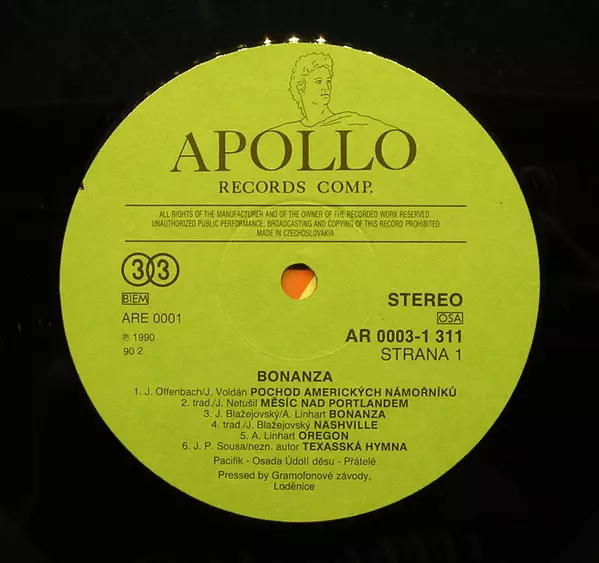 APOLLO
RECORDS COMP.
ALL RIGHTS OF THE MANUFACTURER AND OF THE OWNER OF THE RECORDED WORK RESERVED
UNAUTHORIZED PUBLIC PERFORMANCE, BROADCASTING AND COPYING OF THIS RECORD PROHIBITED
MADE IN CZECHOSLOVAKIA
33
BIEM
ARE 0001
℗ 1990
90 2
STEREO
OSA
AR 0003-1 311
STRANA 1
BONANZA
1. J. Offenbach/J. Voldán POCHOD AMERICKÝCH NÁMOŘNÍKŮ
2. trad./J. Netušil MĚSÍC NAD PORTLANDEM
3. J. Blažejovský/A. Linhart BONANZA
4. trad./J. Blažejovský NASHVILLE
5. A. Linhart OREGON
6. J. P. Sousa/nezn. autor TEXASSKÁ HYMNA
Pacifik - Osada Údolí děsu - Přátelé
Pressed by Gramofonové závody,
Loděnice